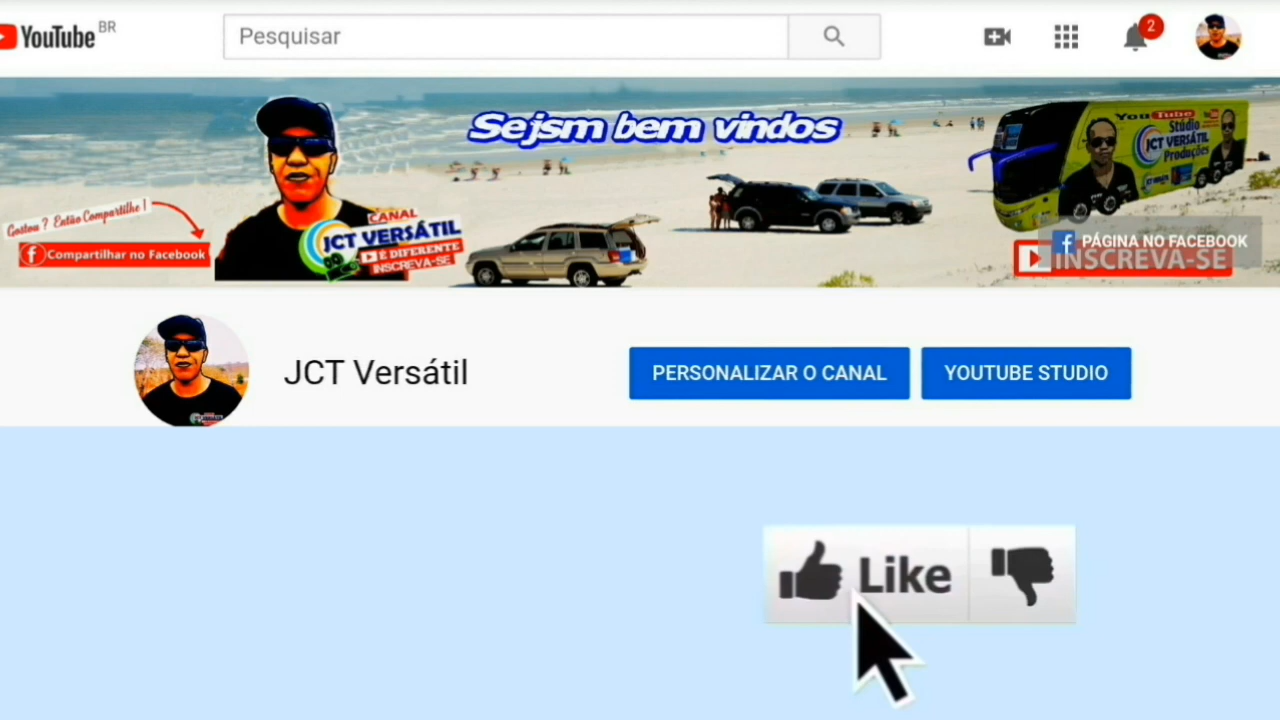 YouTube BR
Pesquisar
2
Sejsm bem vindos
YouTube
Stúdio
JCT VERSÁTIL
Produções
Gostou ? Então Compartilhe !
f Compartilhar no Facebook
CANAL
JCT VERSÁTIL
É DIFERENTE
INSCREVA-SE
f PÁGINA NO FACEBOOK
INSCREVA-SE
JCT Versátil
PERSONALIZAR O CANAL
YOUTUBE STUDIO
Like